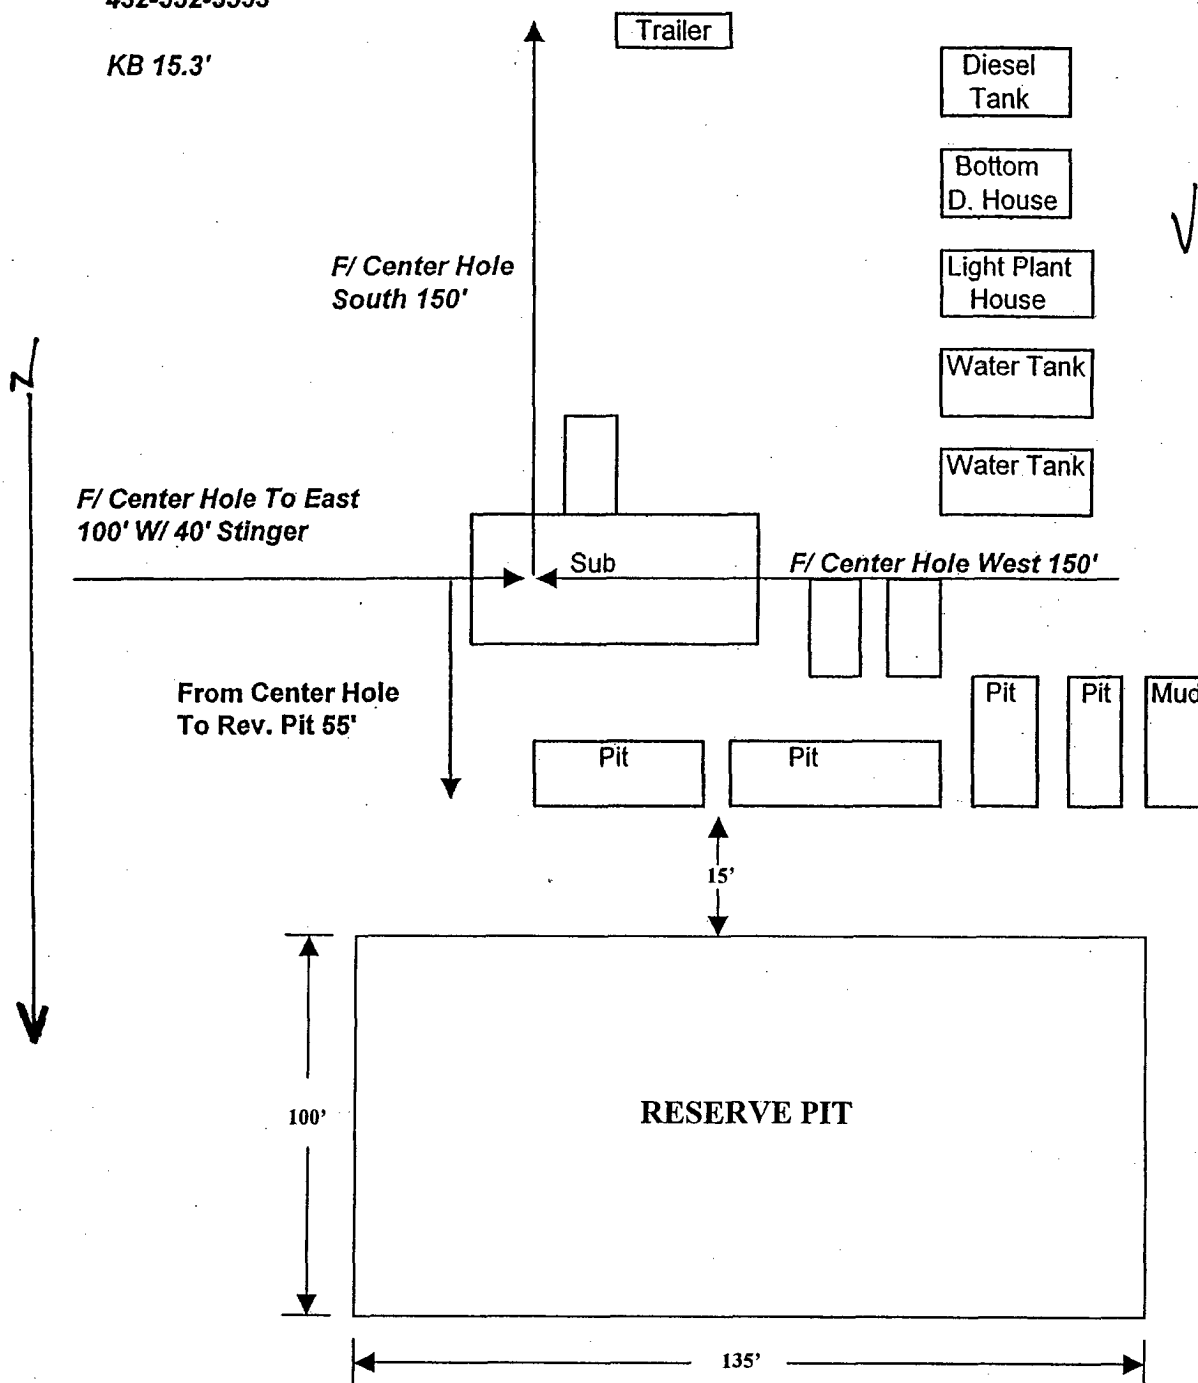 KB 15.3'
Trailer
Diesel
Tank
Bottom
D. House
F/ Center Hole
South 150'
Light Plant
House
N
Water Tank
Water Tank
F/ Center Hole To East
100' W/ 40' Stinger
Sub
F/ Center Hole West 150'
From Center Hole
To Rev. Pit 55'
Pit
Pit
Mud
Pit
Pit
15'
100'
RESERVE PIT
135'